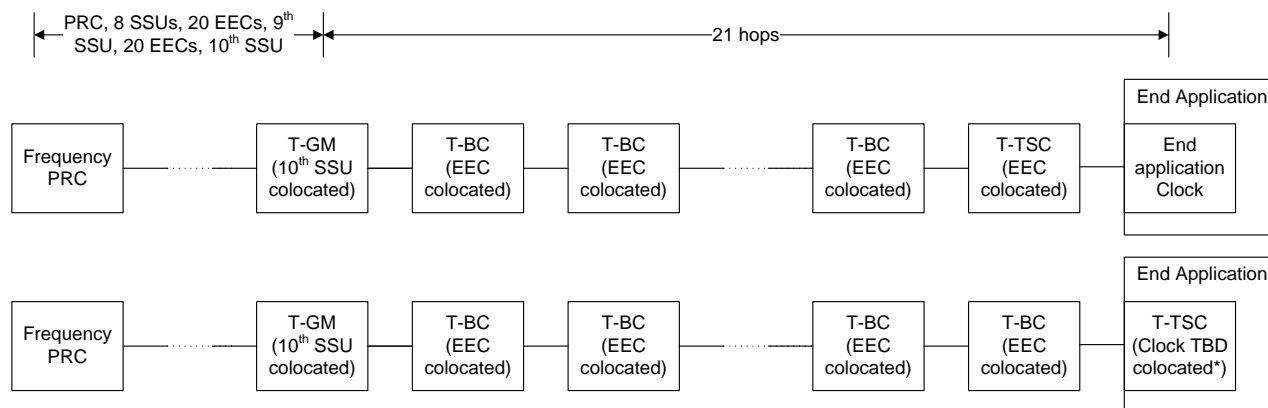 PRC, 8 SSUs, 20 EECs, 9th
SSU, 20 EECs, 10th SSU
21 hops
End Application
Frequency
PRC
T-GM
(10th SSU
colocated)
T-BC
(EEC
colocated)
T-BC
(EEC
colocated)
T-BC
(EEC
colocated)
T-TSC
(EEC
colocated)
End
application
Clock
End Application
Frequency
PRC
T-GM
(10th SSU
colocated)
T-BC
(EEC
colocated)
T-BC
(EEC
colocated)
T-BC
(EEC
colocated)
T-BC
(EEC
colocated)
T-TSC
(Clock TBD
colocated*)